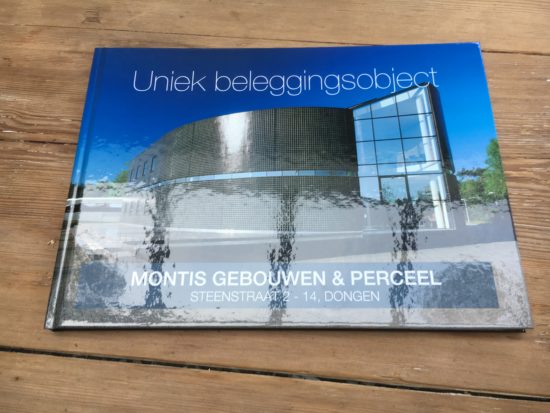 Uniek beleggingsobject
MONTIS GEBOUWEN & PERCEEL
STEENSTRAAT 2 - 14, DONGEN